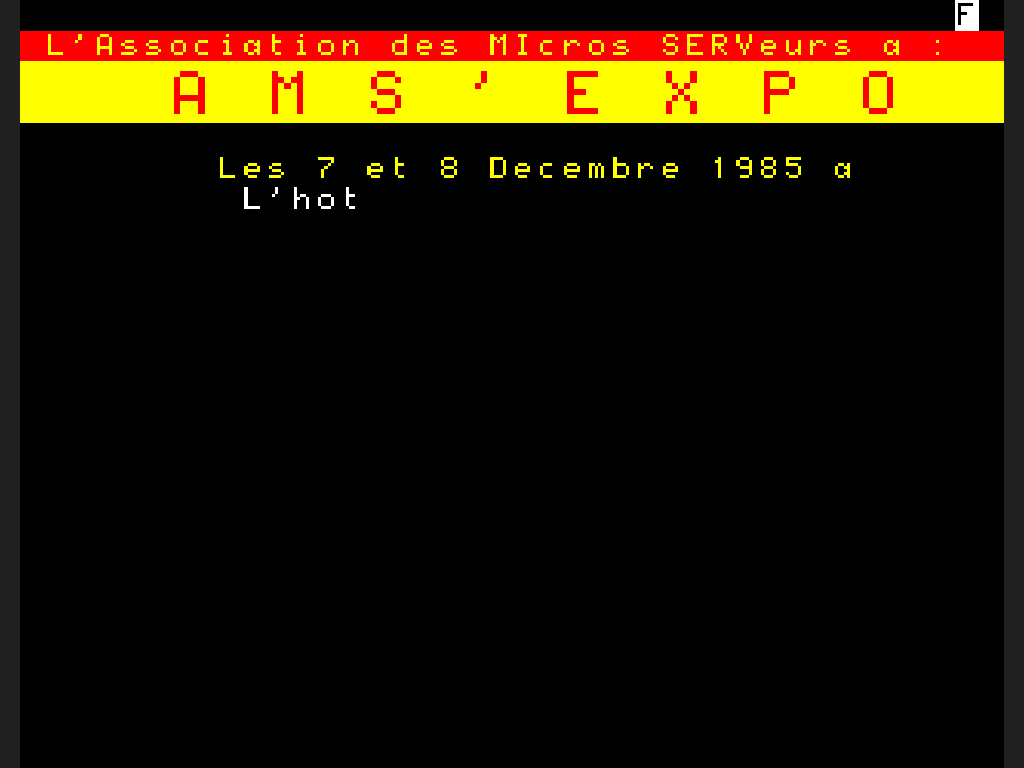 F
L'Association des MIcros SERVeurs a :
A M S ' E X P O
Les 7 et 8 Decembre 1985 a
L'hot